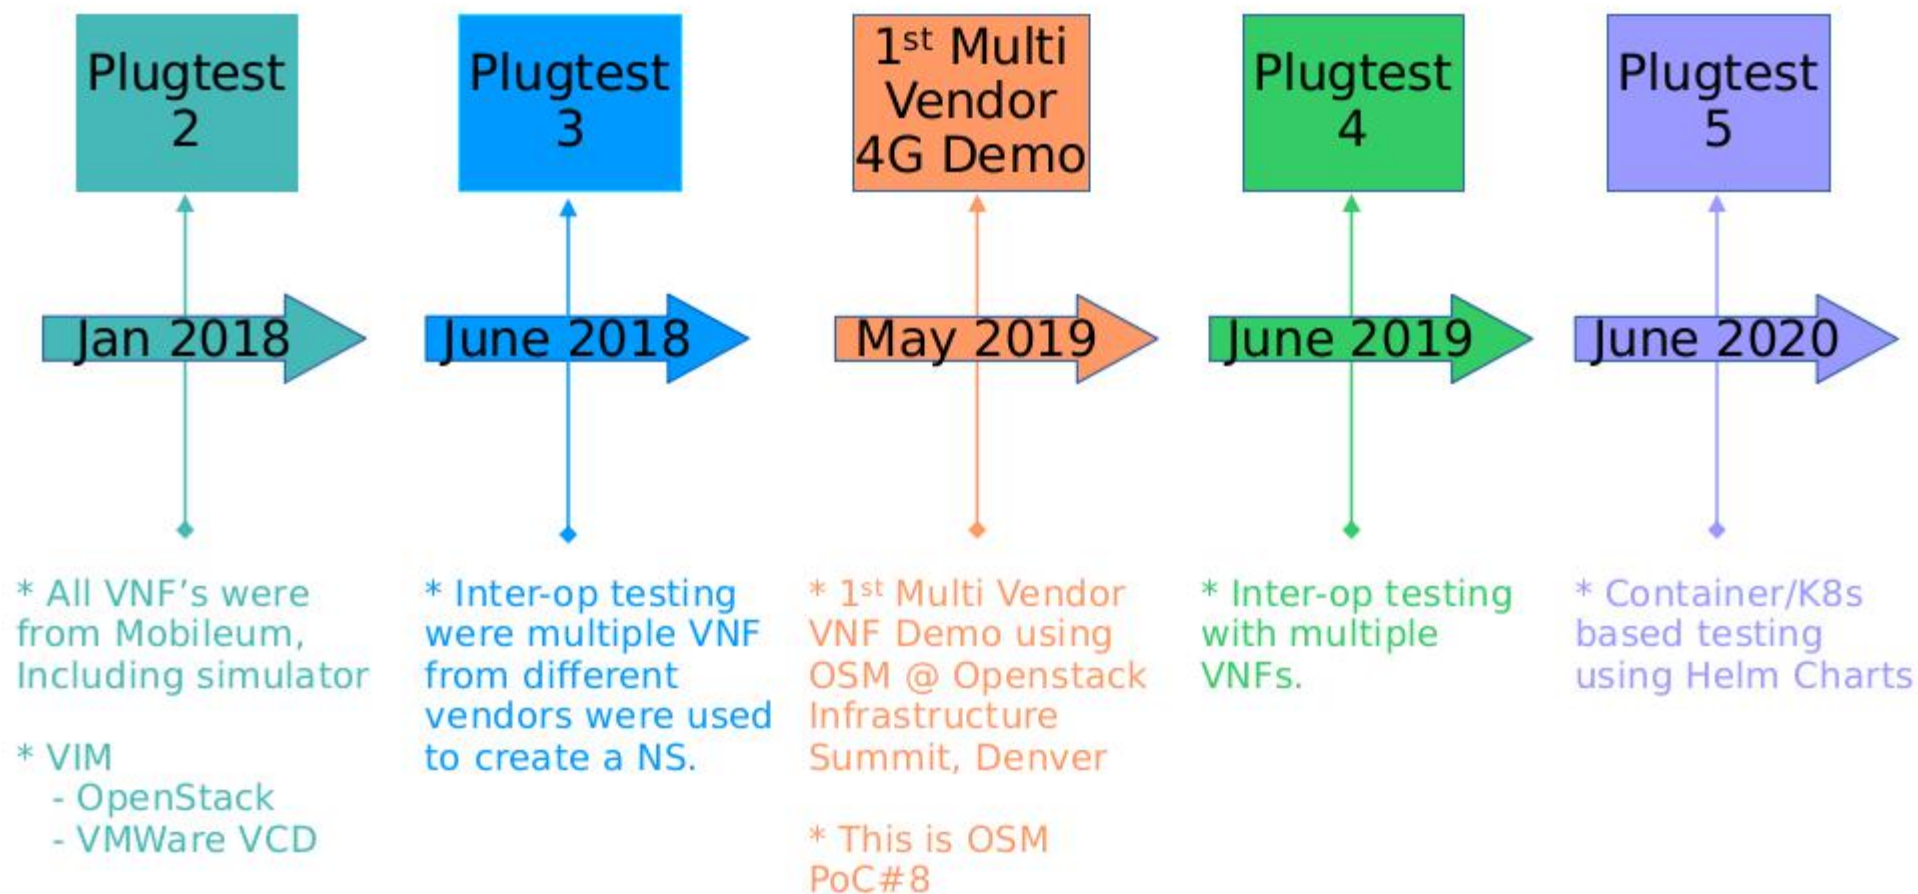 Plugtest
2
Plugtest
3
1st Multi
Vendor
4G Demo
Plugtest
4
Plugtest
5
Jan 2018
June 2018
May 2019
June 2019
June 2020
* All VNF’s were
from Mobileum,
Including simulator
* VIM
- OpenStack
- VMWare VCD
* Inter-op testing
were multiple VNF
from different
vendors were used
to create a NS.
* 1st Multi Vendor
VNF Demo using
OSM @ Openstack
Infrastructure
Summit, Denver
* This is OSM
PoC#8
* Inter-op testing
with multiple
VNFs.
* Container/K8s
based testing
using Helm Charts